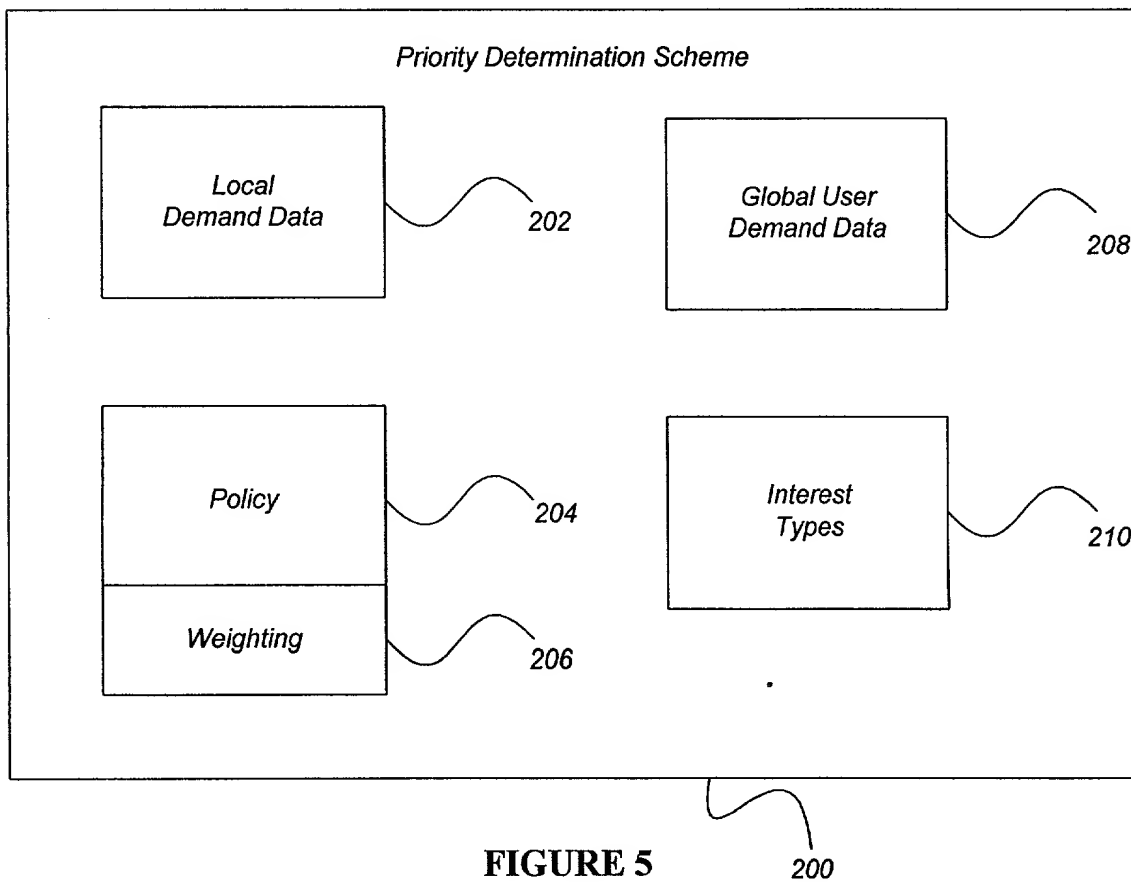 Priority Determination Scheme
Local
Demand Data
202
Global User
Demand Data
208
Policy
204
Weighting
206
Interest
Types
210
200
FIGURE 5